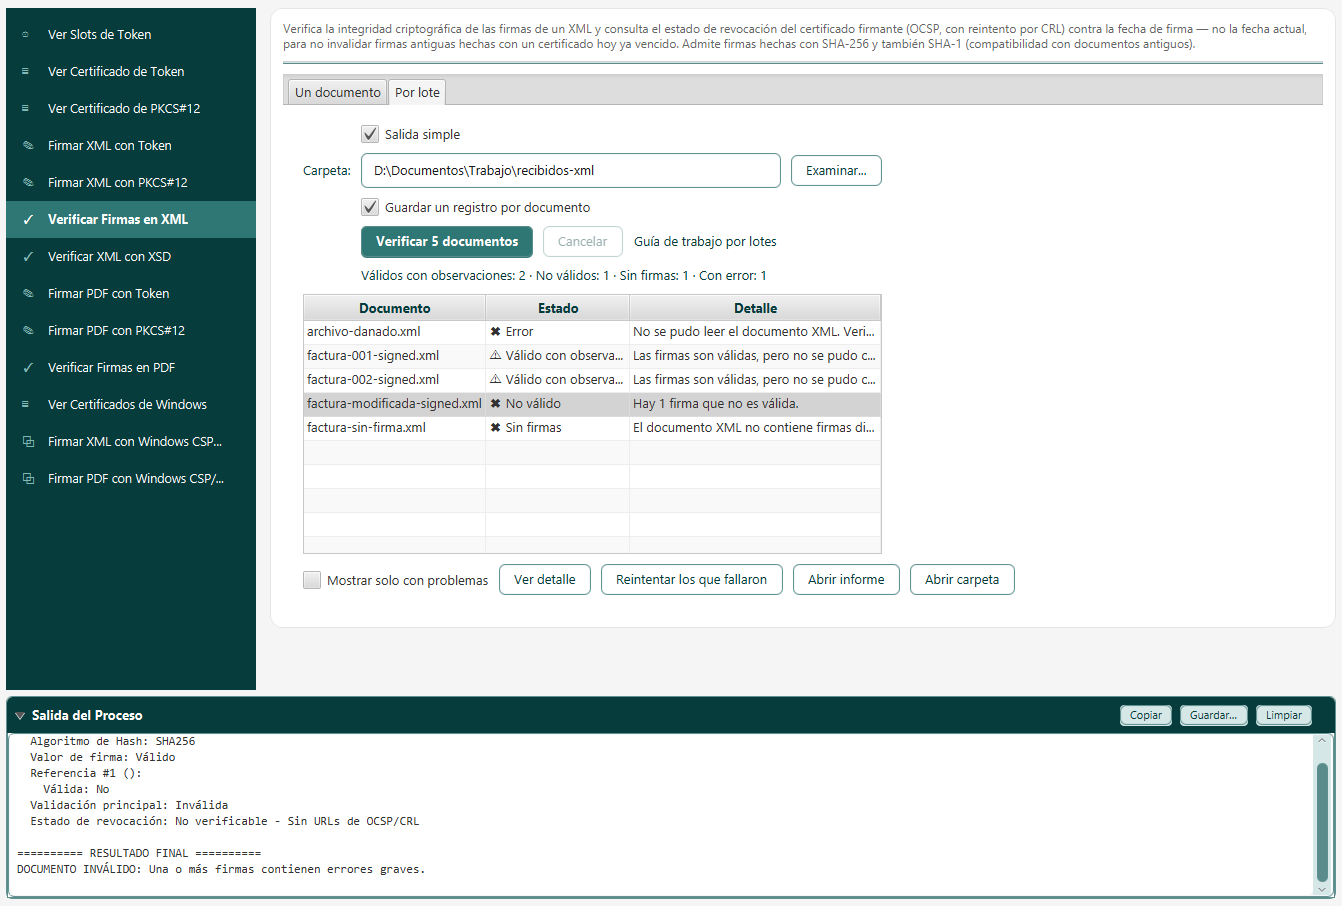 Ver Slots de Token
Ver Certificado de Token
Ver Certificado de PKCS#12
Firmar XML con Token
Firmar XML con PKCS#12
Verificar Firmas en XML
Verificar XML con XSD
Firmar PDF con Token
Firmar PDF con PKCS#12
Verificar Firmas en PDF
Ver Certificados de Windows
Firmar XML con Windows CSP...
Firmar PDF con Windows CSP/...
Verifica la integridad criptográfica de las firmas de un XML y consulta el estado de revocación del certificado firmante (OCSP, con reintento por CRL) contra la fecha de firma — no la fecha actual,
para no invalidar firmas antiguas hechas con un certificado hoy ya vencido. Admite firmas hechas con SHA-256 y también SHA-1 (compatibilidad con documentos antiguos).
Un documento Por lote
Salida simple
Carpeta: D:\Documentos\Trabajo\recibidos-xml Examinar...
Guardar un registro por documento
Verificar 5 documentos Cancelar Guía de trabajo por lotes
Válidos con observaciones: 2 · No válidos: 1 · Sin firmas: 1 · Con error: 1
Documento Estado Detalle
archivo-danado.xml ✖ Error No se pudo leer el documento XML. Veri...
factura-001-signed.xml ⚠ Válido con observa... Las firmas son válidas, pero no se pudo c...
factura-002-signed.xml ⚠ Válido con observa... Las firmas son válidas, pero no se pudo c...
factura-modificada-signed.xml ✖ No válido Hay 1 firma que no es válida.
factura-sin-firma.xml ✖ Sin firmas El documento XML no contiene firmas di...
Mostrar solo con problemas Ver detalle Reintentar los que fallaron Abrir informe Abrir carpeta
Salida del Proceso Copiar Guardar... Limpiar
Algoritmo de Hash: SHA256
Valor de firma: Válido
Referencia #1 ():
Válida: No
Validación principal: Inválida
Estado de revocación: No verificable - Sin URLs de OCSP/CRL
========== RESULTADO FINAL ==========
DOCUMENTO INVÁLIDO: Una o más firmas contienen errores graves.